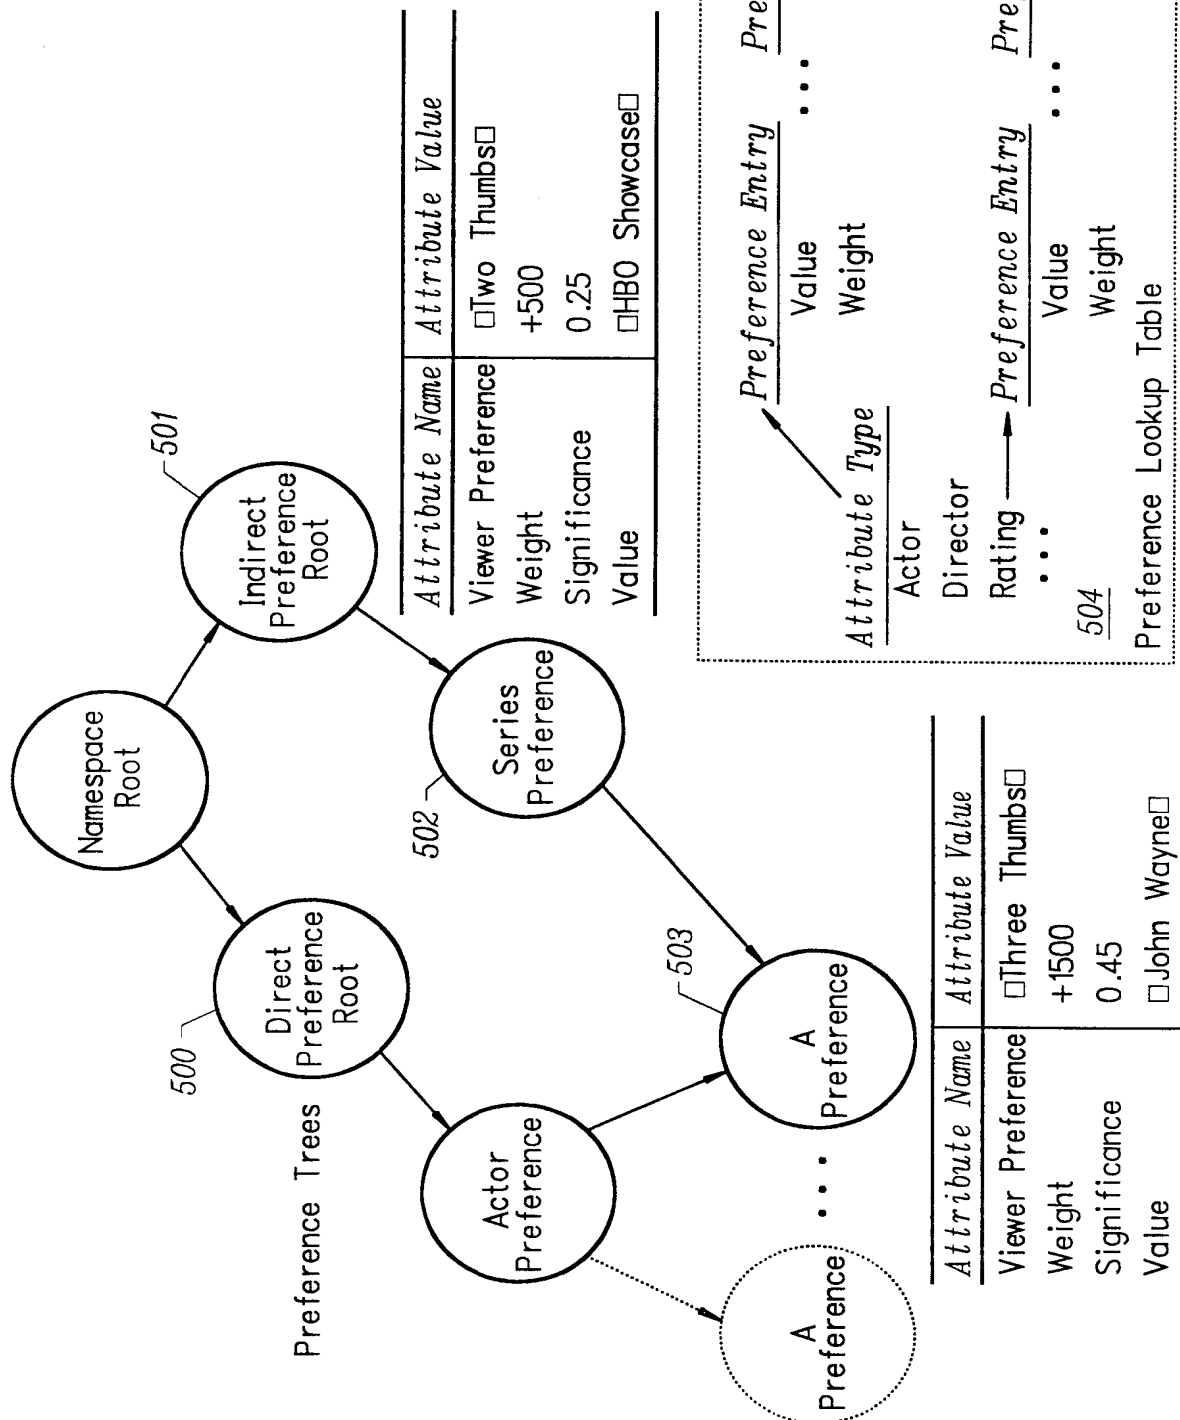 Preference Trees
Namespace
Root
500
Direct
Preference
Root
501
Indirect
Preference
Root
Actor
Preference
502
Series
Preference
A
Preference
503
A
Preference
Attribute Name Attribute Value
Viewer Preference □Two Thumbs□
Weight +500
Significance 0.25
Value □HBO Showcase□
Attribute Name Attribute Value
Viewer Preference □Three Thumbs□
Weight +1500
Significance 0.45
Value □John Wayne□
Preference Entry
Value
Weight
Attribute Type
Actor
Director
Rating
Preference Entry
Value
Weight
504
Preference Lookup Table